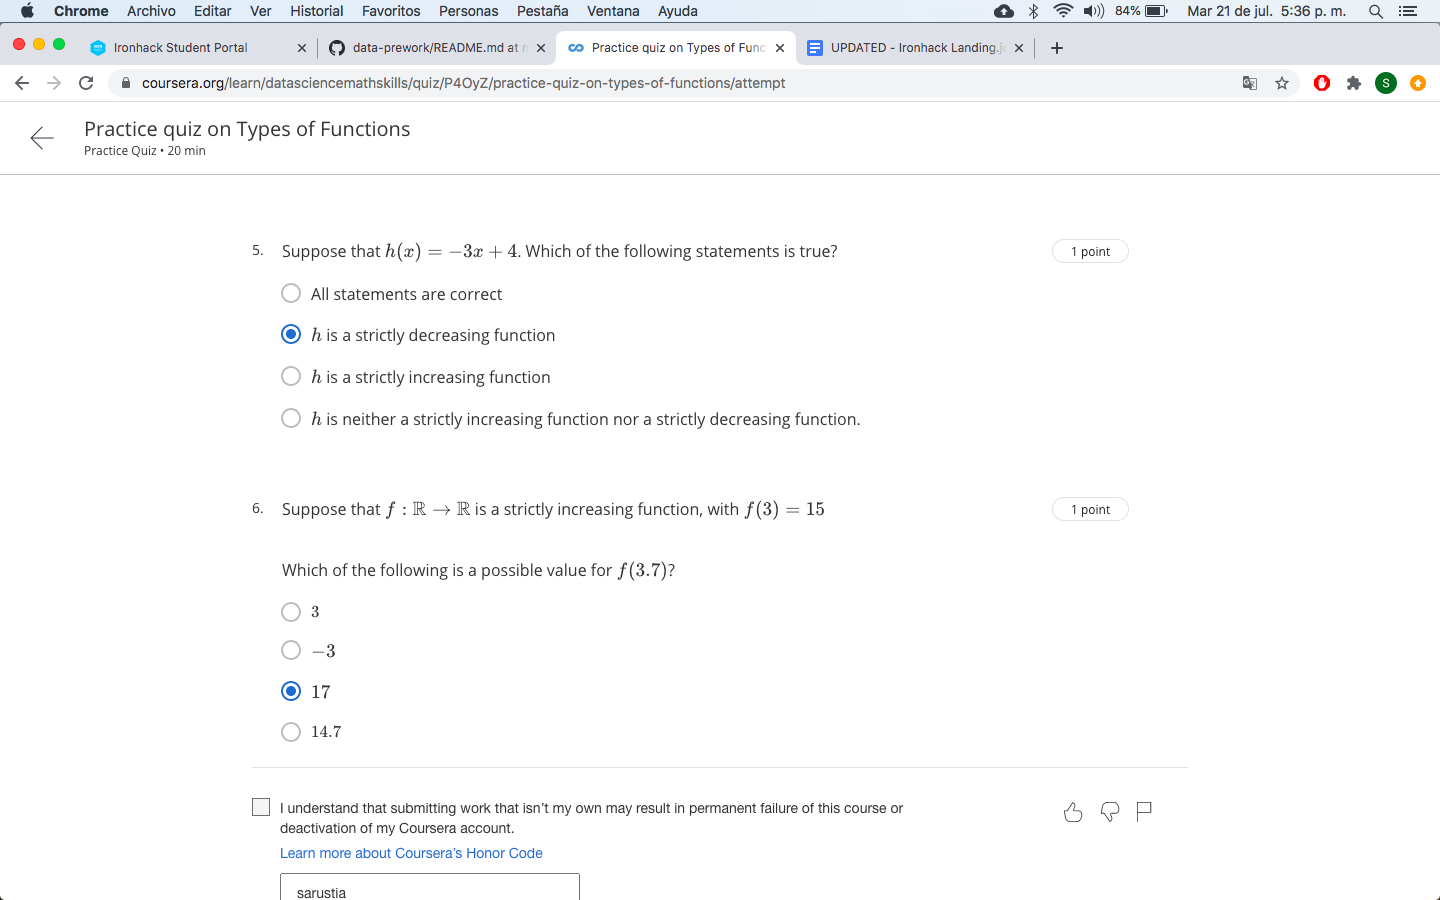 Chrome Archivo Editar Ver Historial Favoritos Personas Pestaña Ventana Ayuda 84% Mar 21 de jul. 5:36 p. m.
Ironhack Student Portal data-prework/README.md at Practice quiz on Types of Func UPDATED - Ironhack Landing.j
coursera.org/learn/datasciencemathskills/quiz/P4OyZ/practice-quiz-on-types-of-functions/attempt S
Practice quiz on Types of Functions
Practice Quiz • 20 min
5. Suppose that h(x) = −3x + 4. Which of the following statements is true? 1 point
All statements are correct
h is a strictly decreasing function
h is a strictly increasing function
h is neither a strictly increasing function nor a strictly decreasing function.
6. Suppose that f : ℝ → ℝ is a strictly increasing function, with f(3) = 15 1 point
Which of the following is a possible value for f(3.7)?
3
−3
17
14.7
I understand that submitting work that isn't my own may result in permanent failure of this course or
deactivation of my Coursera account.
Learn more about Coursera's Honor Code
sarustia